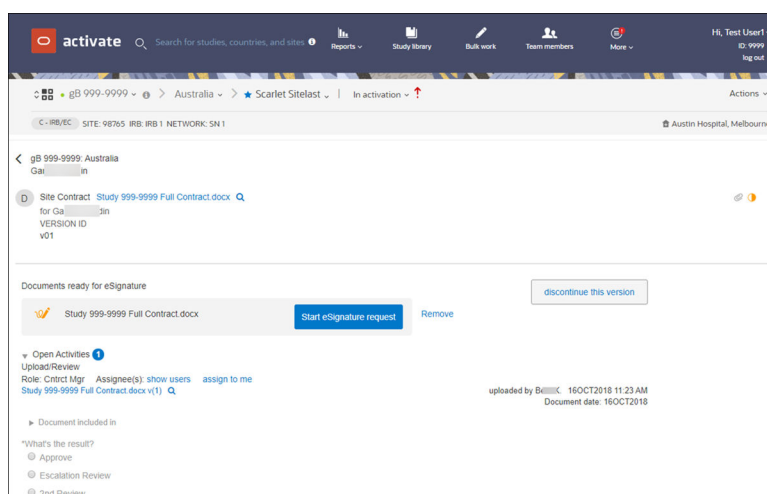 activate Search for studies, countries, and sites Reports Study library Bulk work Team members More Hi, Test User1
ID: 9999
log out
gB 999-9999 > Australia > Scarlet Sitelast | In activation Actions
C - IRB/EC SITE: 98765 IRB: IRB 1 NETWORK: SN 1 Austin Hospital, Melbourne
gB 999-9999: Australia
D Site Contract Study 999-9999 Full Contract.docx
for
VERSION ID
v01
Documents ready for eSignature
discontinue this version
Study 999-9999 Full Contract.docx Start eSignature request Remove
Open Activities 1
Upload/Review
Role: Cntrct Mgr Assignee(s): show users assign to me
Study 999-9999 Full Contract.docx v(1) uploaded by 16OCT2018 11:23 AM
Document date: 16OCT2018
Document included in
*What's the result?
Approve
Escalation Review
2nd Review